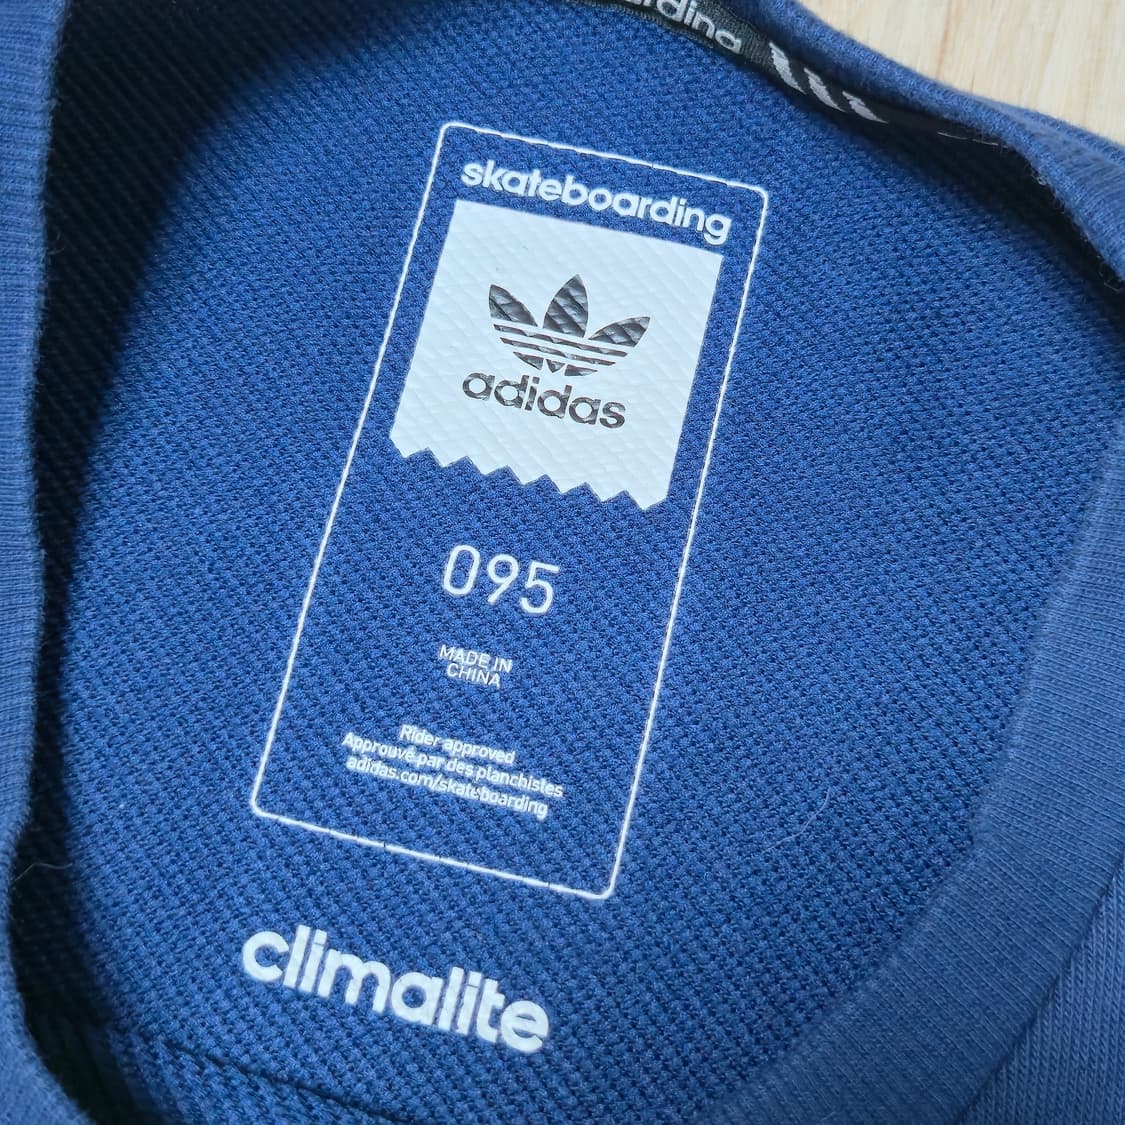 skateboarding
adidas
095
MADE IN
CHINA
Rider approved
Approuvé par des planchistes
adidas.com/skateboarding
climalite